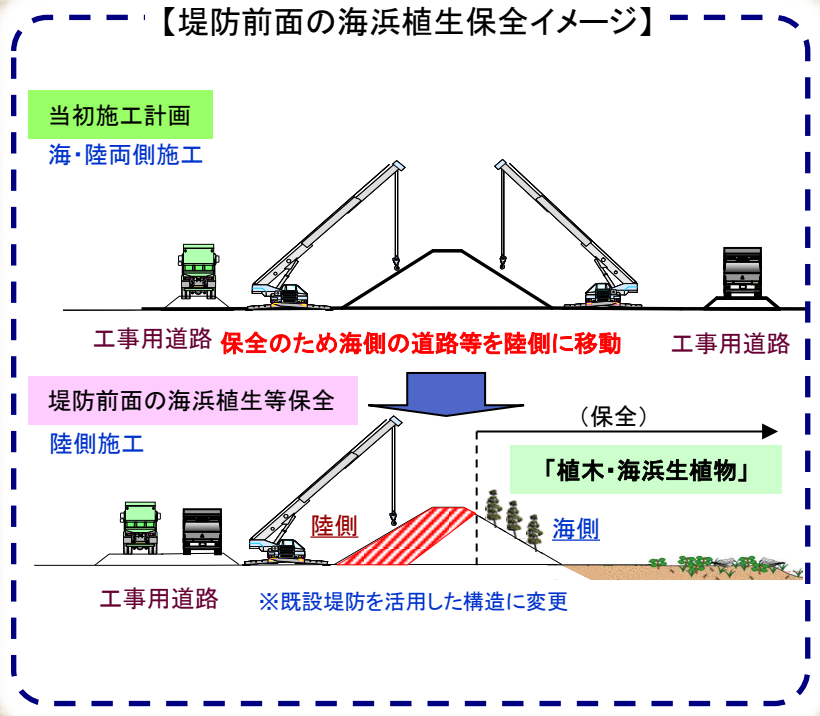 【堤防前面の海浜植生保全イメージ】
当初施工計画
海・陸両側施工
工事用道路
保全のため海側の道路等を陸側に移動
工事用道路
堤防前面の海浜植生等保全
(保全)
陸側施工
「植木・海浜生植物」
陸側
海側
工事用道路
※既設堤防を活用した構造に変更